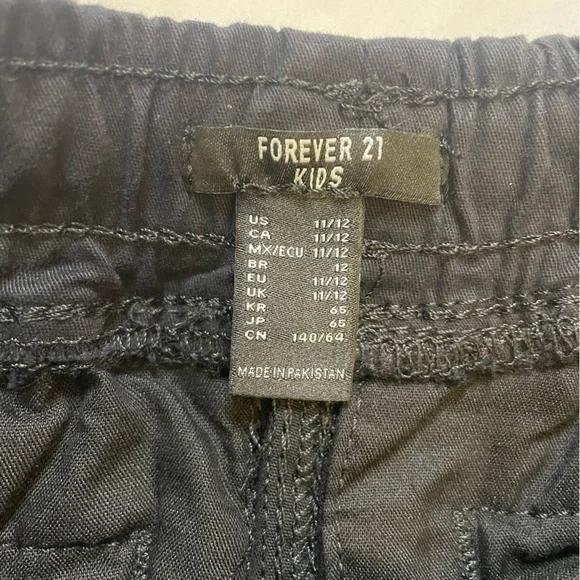 FOREVER 21
KIDS
US 11/12
CA 11/12
MX/ECU 11/12
BR 12
EU 11/12
UK 11/12
KR 65
JP 65
CN 140/64
MADE IN PAKISTAN